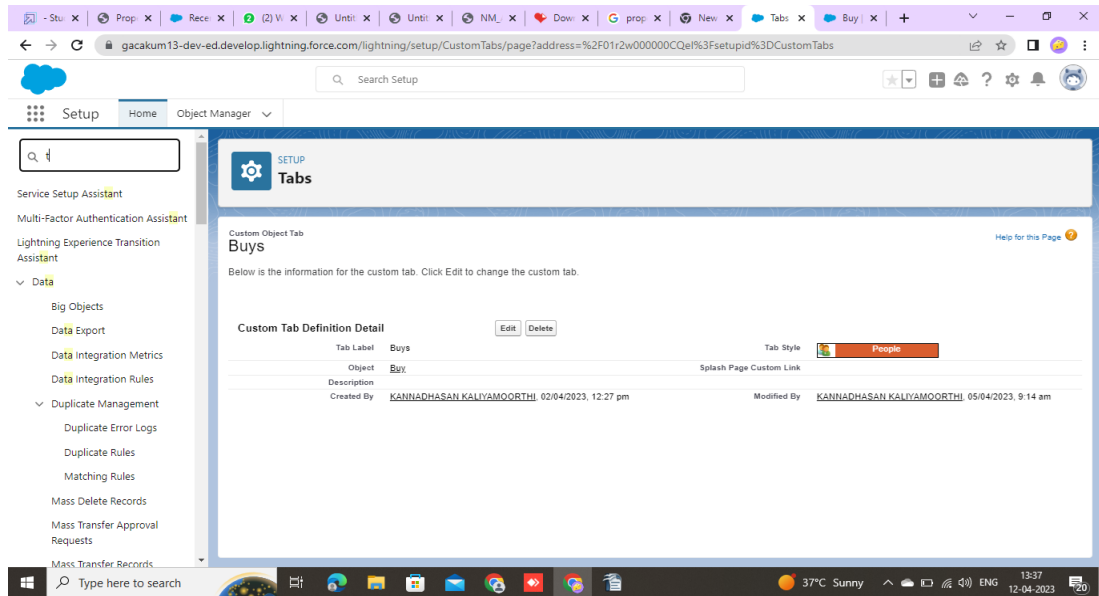 - Stu
Prop
Rece
(2) W
Untit
Untit
NM_
Dow
prop
New
Tabs
Buy |
gacakum13-dev-ed.develop.lightning.force.com/lightning/setup/CustomTabs/page?address=%2F01r2w000000CQeI%3Fsetupid%3DCustomTabs
Search Setup
Setup Home Object Manager
t
SETUP
Tabs
Service Setup Assistant
Multi-Factor Authentication Assistant
Lightning Experience Transition
Assistant
Data
Big Objects
Data Export
Data Integration Metrics
Data Integration Rules
Duplicate Management
Duplicate Error Logs
Duplicate Rules
Matching Rules
Mass Delete Records
Mass Transfer Approval
Requests
Mass Transfer Records
Custom Object Tab
Buys
Help for this Page
Below is the information for the custom tab. Click Edit to change the custom tab.
Custom Tab Definition Detail Edit Delete
Tab Label Buys Tab Style People
Object Buy Splash Page Custom Link
Description
Created By KANNADHASAN KALIYAMOORTHI, 02/04/2023, 12:27 pm Modified By KANNADHASAN KALIYAMOORTHI, 05/04/2023, 9:14 am
Type here to search
37°C Sunny ENG 13:37
12-04-2023
20